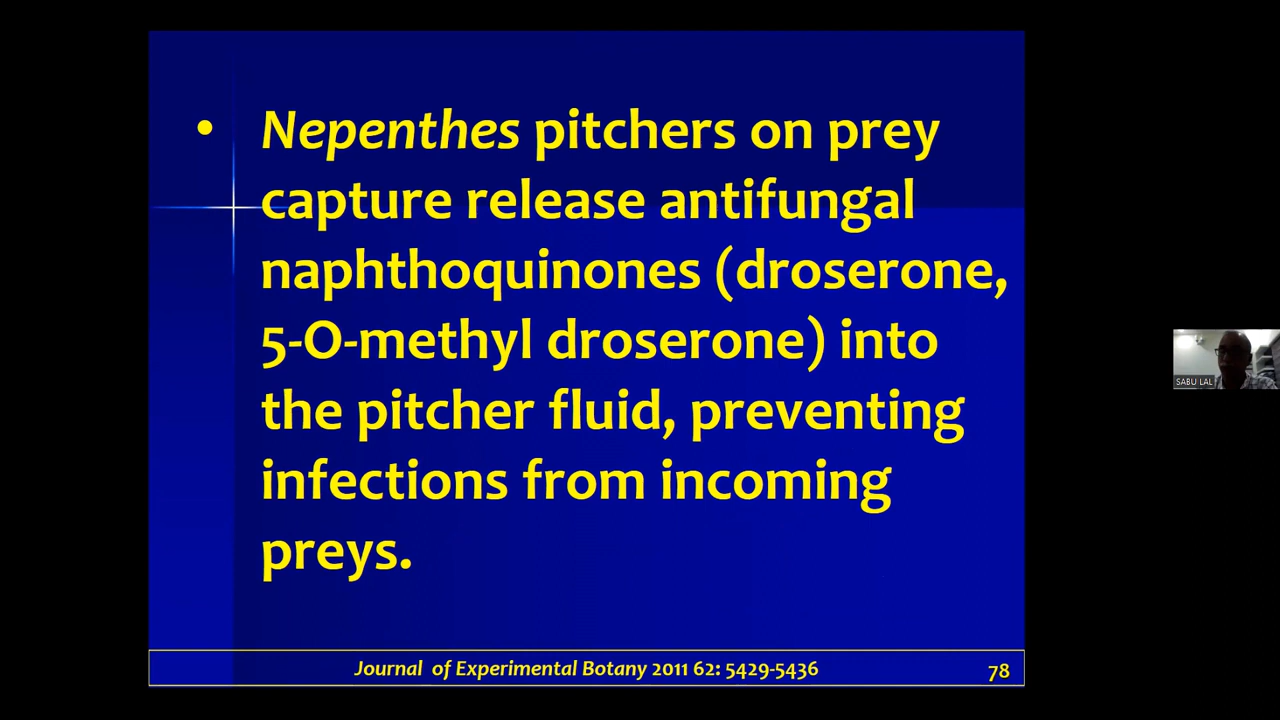 • Nepenthes pitchers on prey
capture release antifungal
naphthoquinones (droserone,
5-O-methyl droserone) into
the pitcher fluid, preventing
infections from incoming
preys.
Journal of Experimental Botany 2011 62: 5429-5436
78
SABU LAL